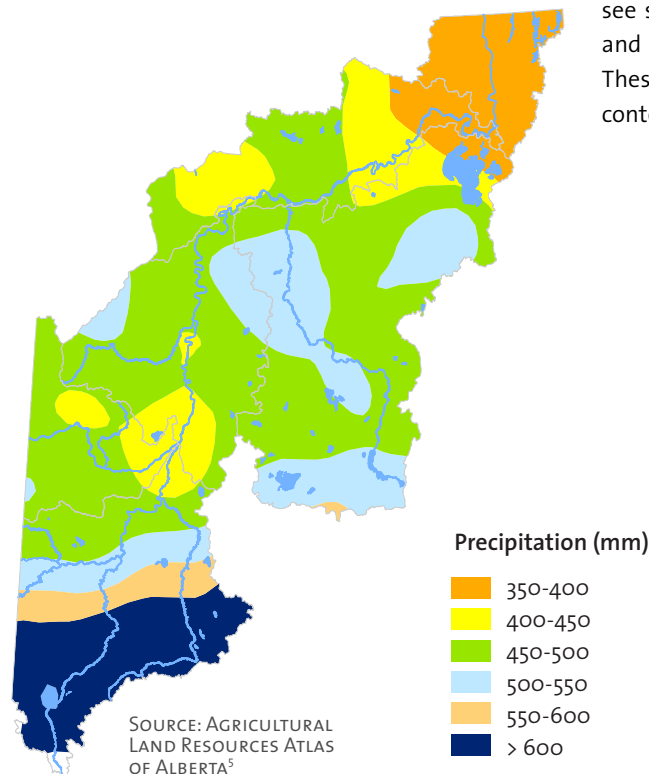 see s
and
Thes
cont
Precipitation (mm)
350-400
400-450
450-500
500-550
550-600
> 600
Source: Agricultural
Land Resources Atlas
of Alberta⁵